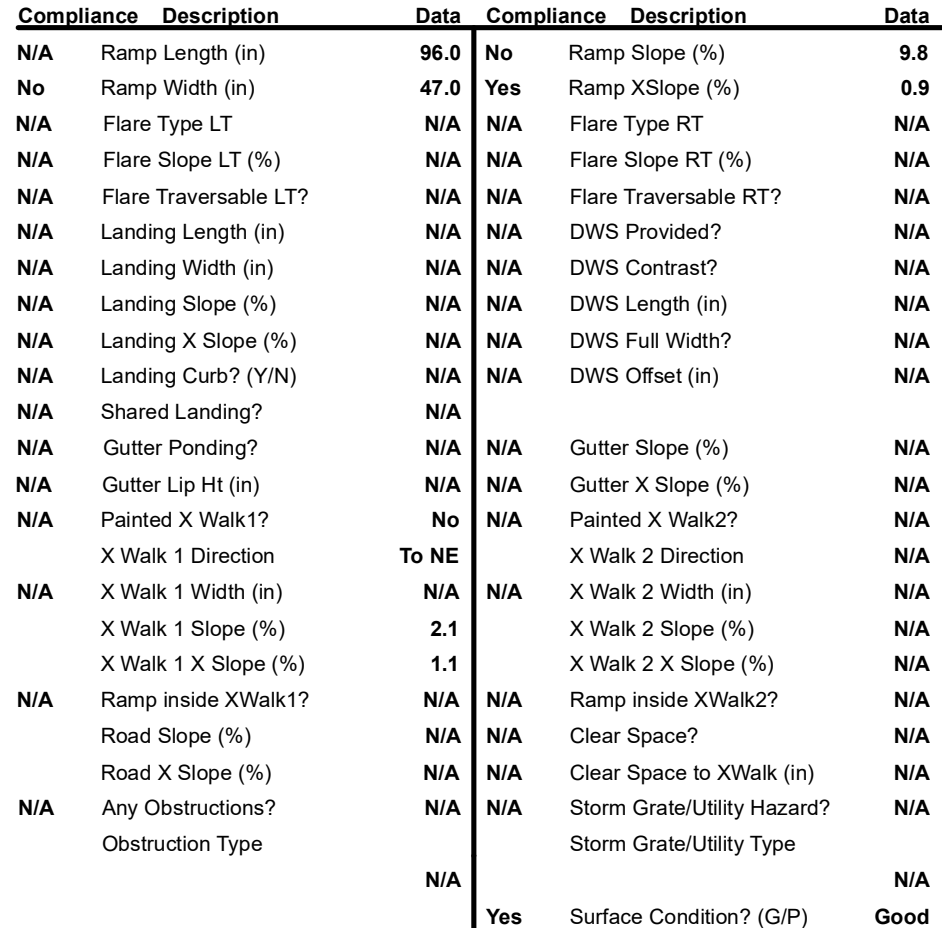 Compliance Description Data Compliance Description Data
N/A Ramp Length (in) 96.0 No Ramp Slope (%) 9.8
No Ramp Width (in) 47.0 Yes Ramp XSlope (%) 0.9
N/A Flare Type LT N/A N/A Flare Type RT N/A
N/A Flare Slope LT (%) N/A N/A Flare Slope RT (%) N/A
N/A Flare Traversable LT? N/A N/A Flare Traversable RT? N/A
N/A Landing Length (in) N/A N/A DWS Provided? N/A
N/A Landing Width (in) N/A N/A DWS Contrast? N/A
N/A Landing Slope (%) N/A N/A DWS Length (in) N/A
N/A Landing X Slope (%) N/A N/A DWS Full Width? N/A
N/A Landing Curb? (Y/N) N/A N/A DWS Offset (in) N/A
N/A Shared Landing? N/A
N/A Gutter Ponding? N/A N/A Gutter Slope (%) N/A
N/A Gutter Lip Ht (in) N/A N/A Gutter X Slope (%) N/A
N/A Painted X Walk1? No N/A Painted X Walk2? N/A
X Walk 1 Direction To NE X Walk 2 Direction N/A
N/A X Walk 1 Width (in) N/A N/A X Walk 2 Width (in) N/A
X Walk 1 Slope (%) 2.1 X Walk 2 Slope (%) N/A
X Walk 1 X Slope (%) 1.1 X Walk 2 X Slope (%) N/A
N/A Ramp inside XWalk1? N/A N/A Ramp inside XWalk2? N/A
Road Slope (%) N/A N/A Clear Space? N/A
Road X Slope (%) N/A N/A Clear Space to XWalk (in) N/A
N/A Any Obstructions? N/A N/A Storm Grate/Utility Hazard? N/A
Obstruction Type Storm Grate/Utility Type
N/A N/A
Yes Surface Condition? (G/P) Good